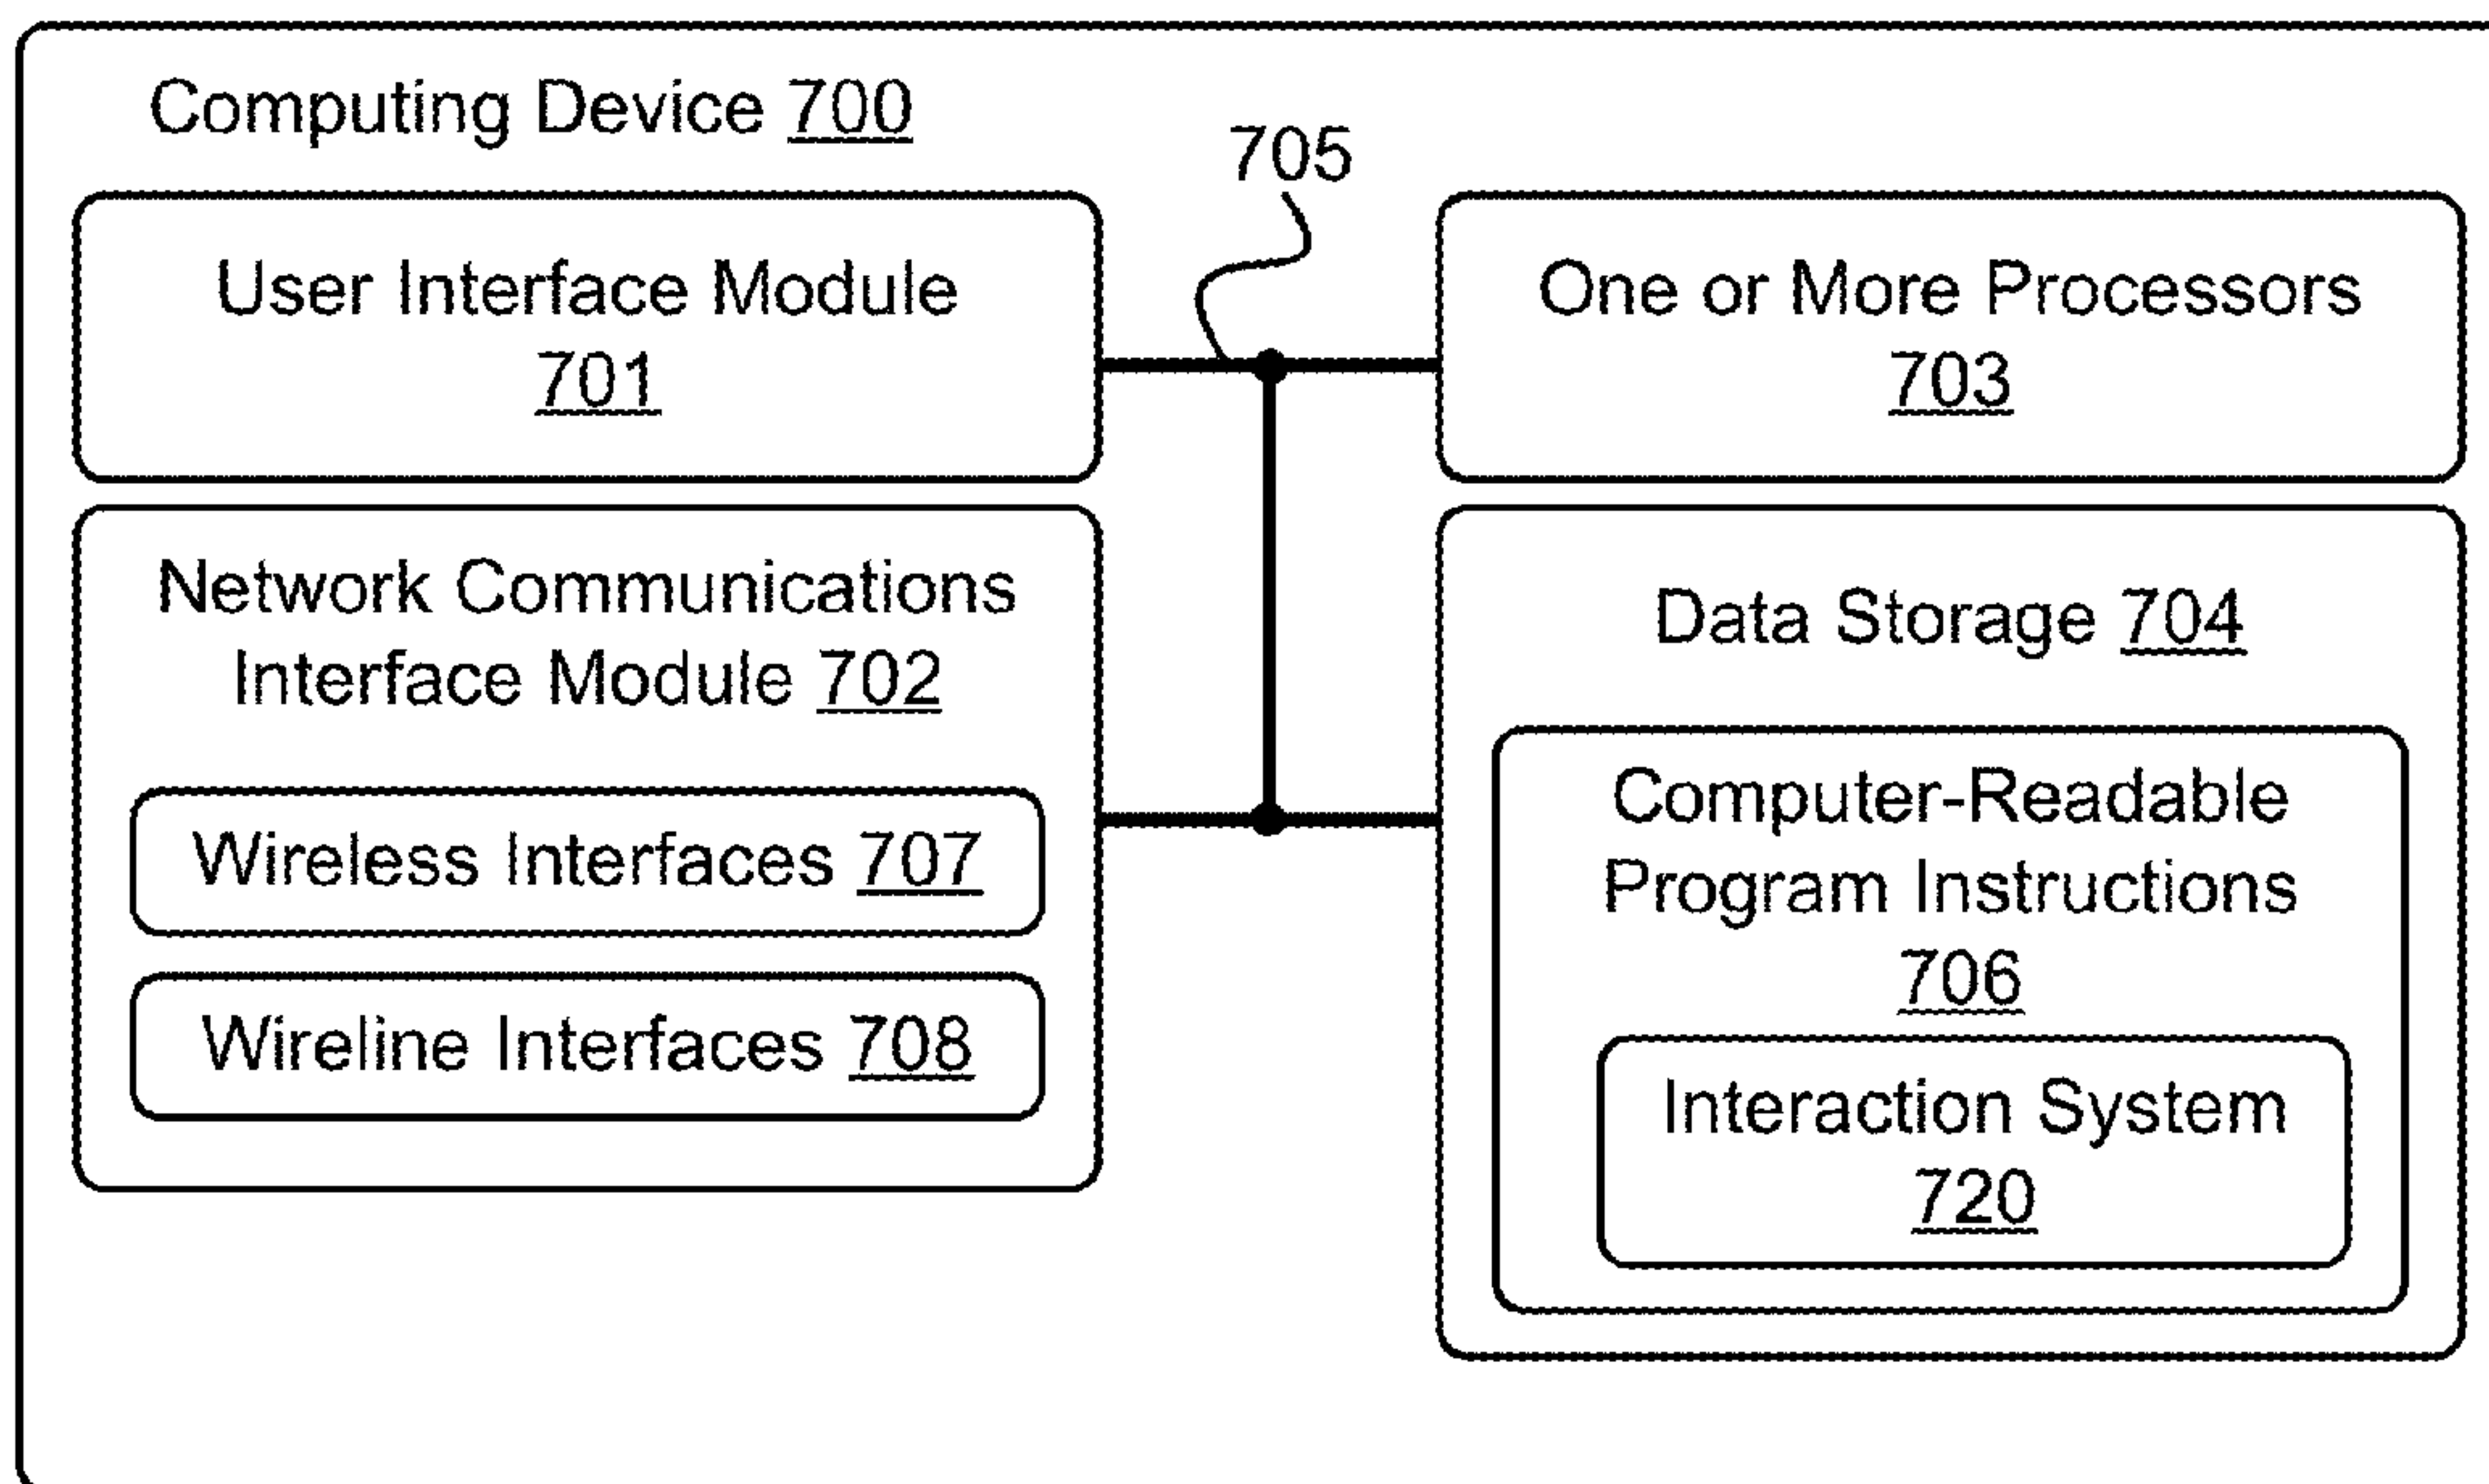 Computing Device 700
705
User Interface Module
701
One or More Processors
703
Network Communications
Interface Module 702
Wireless Interfaces 707
Wireline Interfaces 708
Data Storage 704
Computer-Readable
Program Instructions
706
Interaction System
720